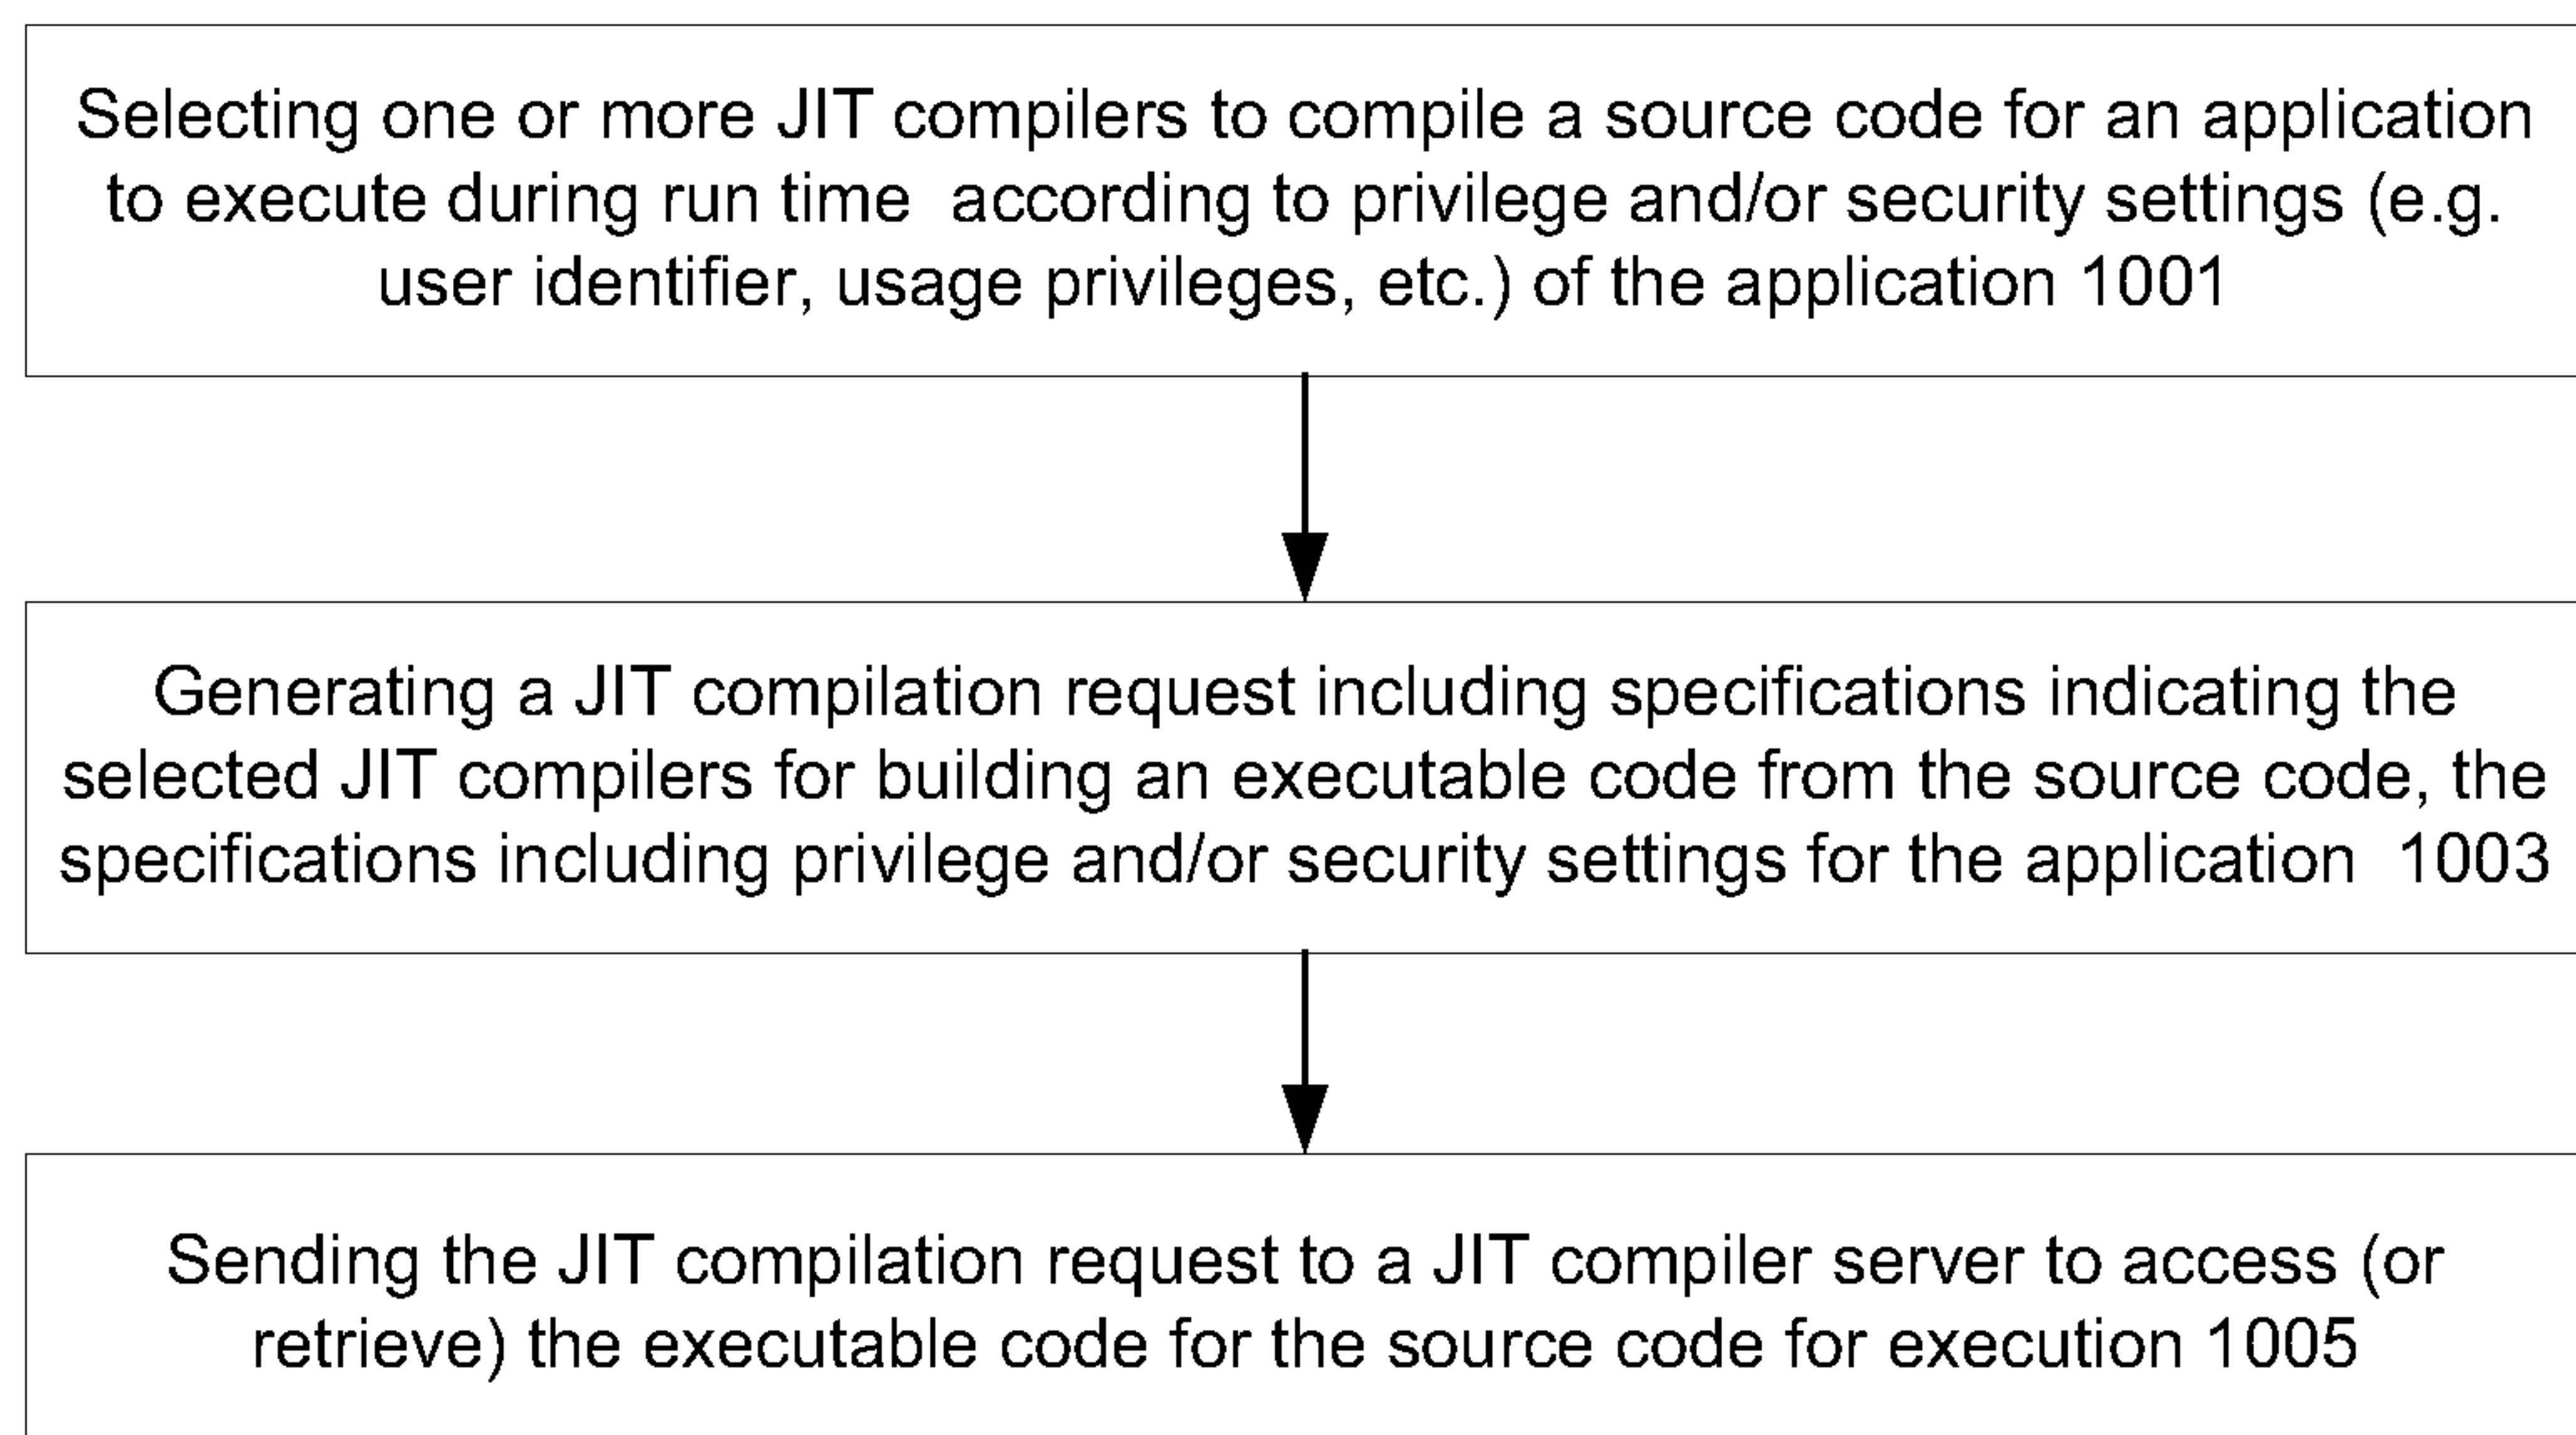 Selecting one or more JIT compilers to compile a source code for an application
to execute during run time  according to privilege and/or security settings (e.g.
user identifier, usage privileges, etc.) of the application 1001
Generating a JIT compilation request including specifications indicating the
selected JIT compilers for building an executable code from the source code, the
specifications including privilege and/or security settings for the application  1003
Sending the JIT compilation request to a JIT compiler server to access (or
retrieve) the executable code for the source code for execution 1005